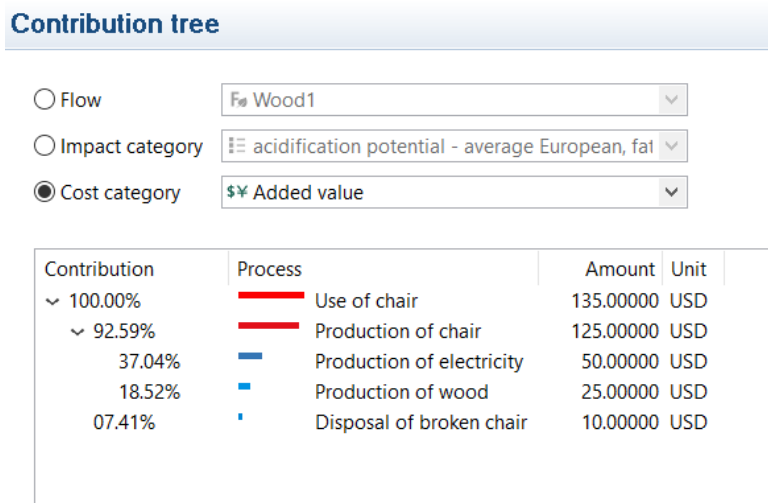 Contribution tree
Flow Wood1
Impact category acidification potential - average European, fat
Cost category $¥ Added value
Contribution Process Amount Unit
100.00% Use of chair 135.00000 USD
92.59% Production of chair 125.00000 USD
37.04% Production of electricity 50.00000 USD
18.52% Production of wood 25.00000 USD
07.41% Disposal of broken chair 10.00000 USD